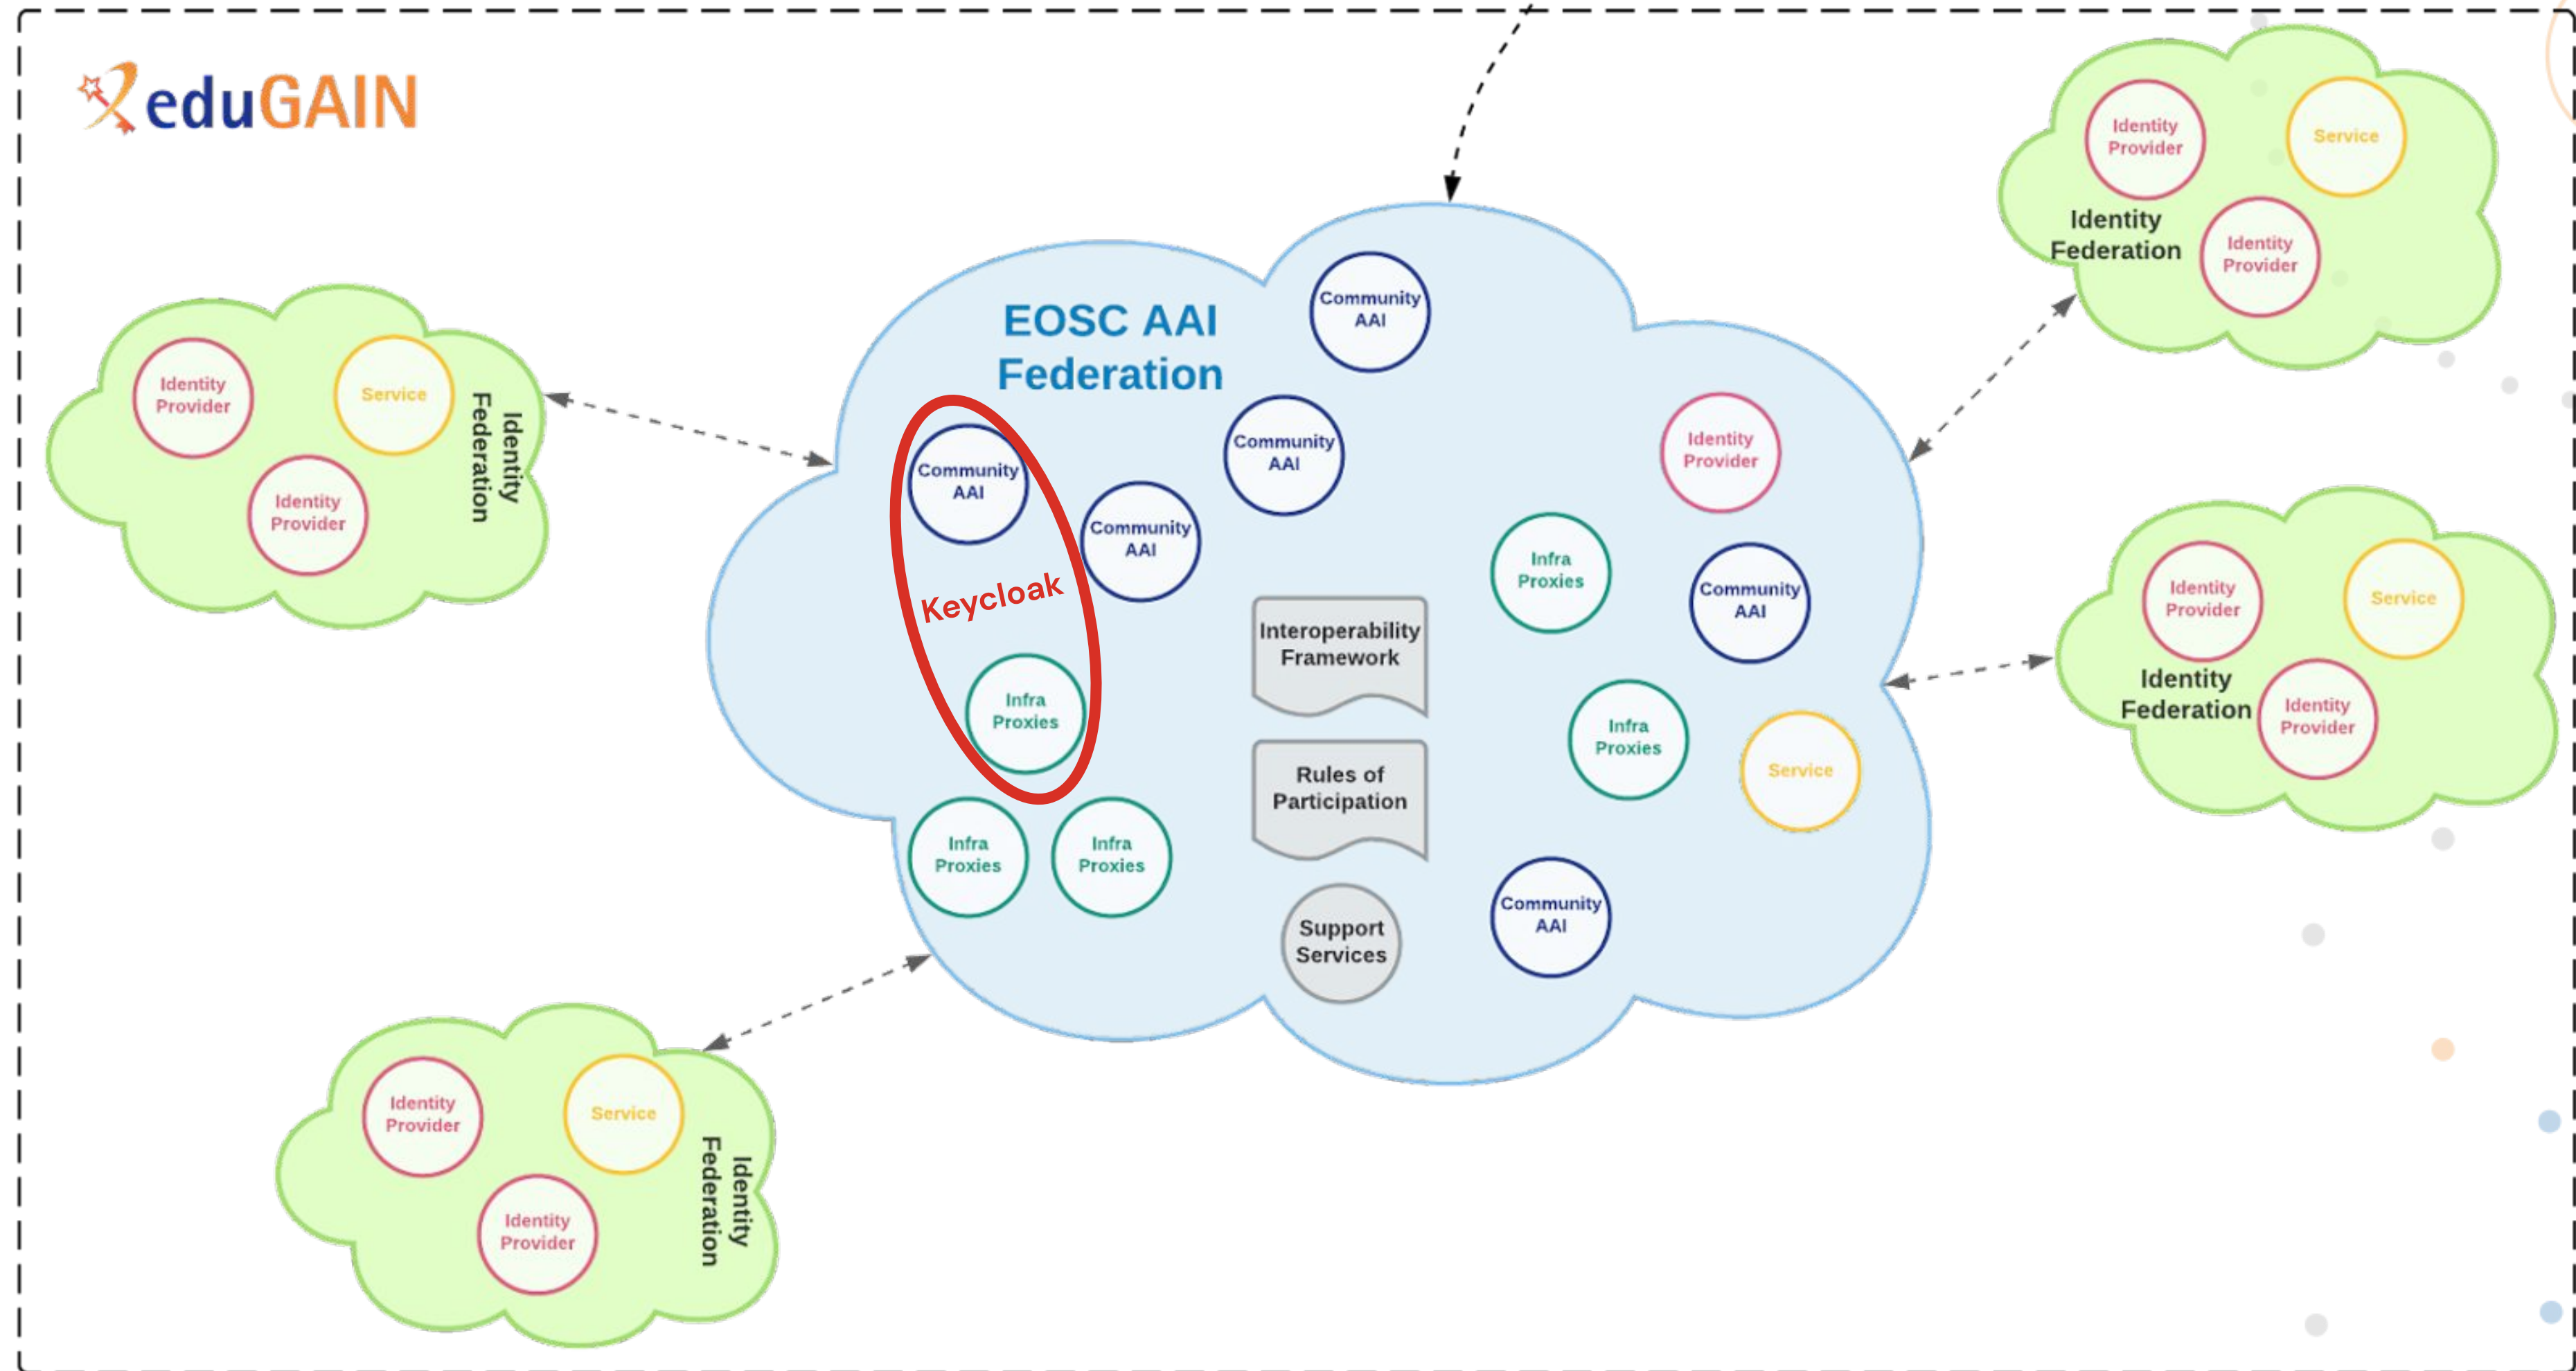 eduGAIN
Identity
Provider
Service
Identity
Provider
Identity
Federation
EOSC AAI
Federation
Community
AAI
Community
AAI
Community
AAI
Community
AAI
Keycloak
Infra
Proxies
Infra
Proxies
Infra
Proxies
Interoperability
Framework
Rules of
Participation
Support
Services
Identity
Provider
Infra
Proxies
Community
AAI
Infra
Proxies
Service
Community
AAI
Identity
Provider
Service
Identity
Federation
Identity
Provider
Identity
Provider
Service
Identity
Federation
Identity
Provider
Identity
Provider
Service
Identity
Provider
Identity
Federation